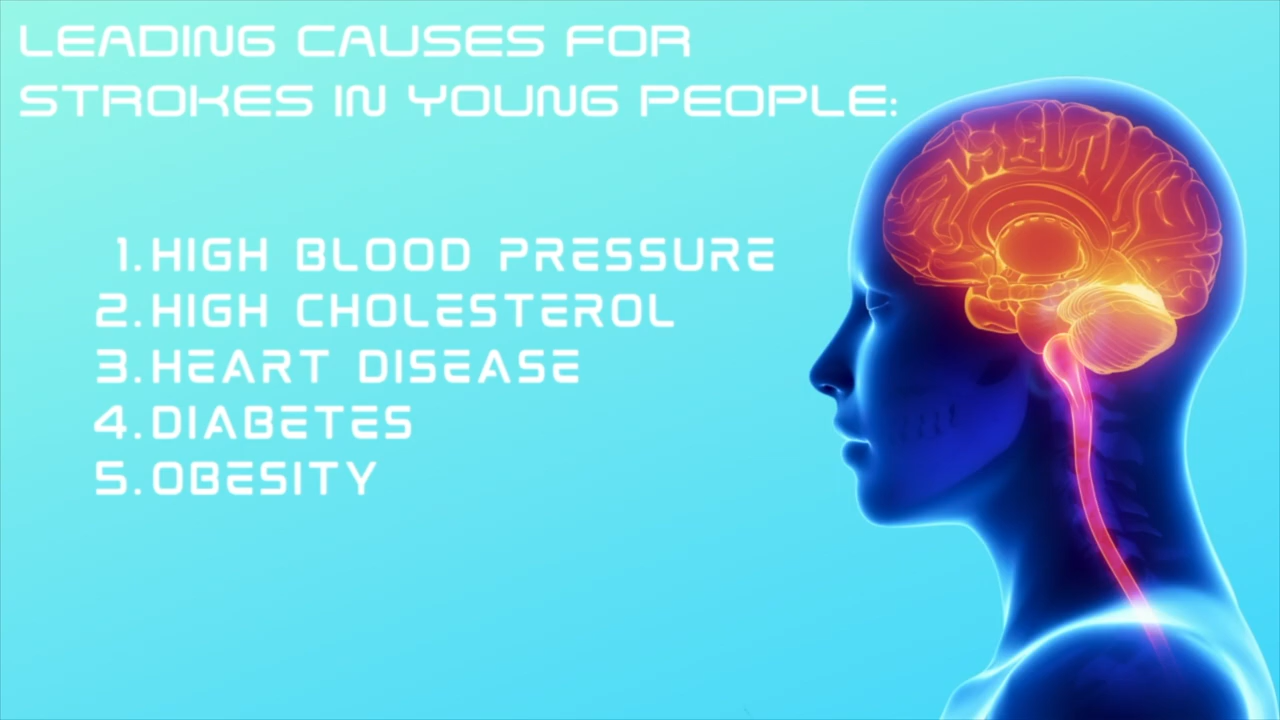 LEADING CAUSES FOR
STROKES IN YOUNG PEOPLE:
1. HIGH BLOOD PRESSURE
2. HIGH CHOLESTEROL
3. HEART DISEASE
4. DIABETES
5. OBESITY